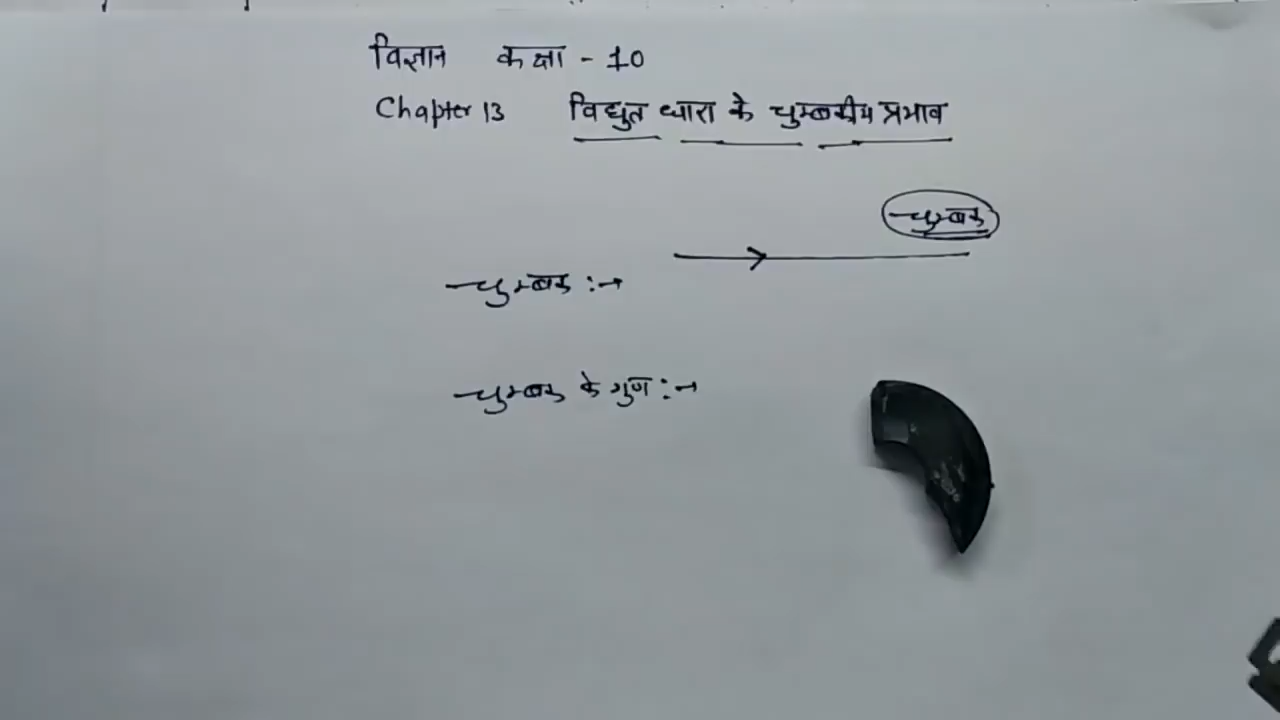 विज्ञान कक्षा - 10
Chapter 13 विद्युत धारा के चुम्बकीय प्रभाव
चुम्बक
चुम्बक :→
चुम्बक के गुण :→